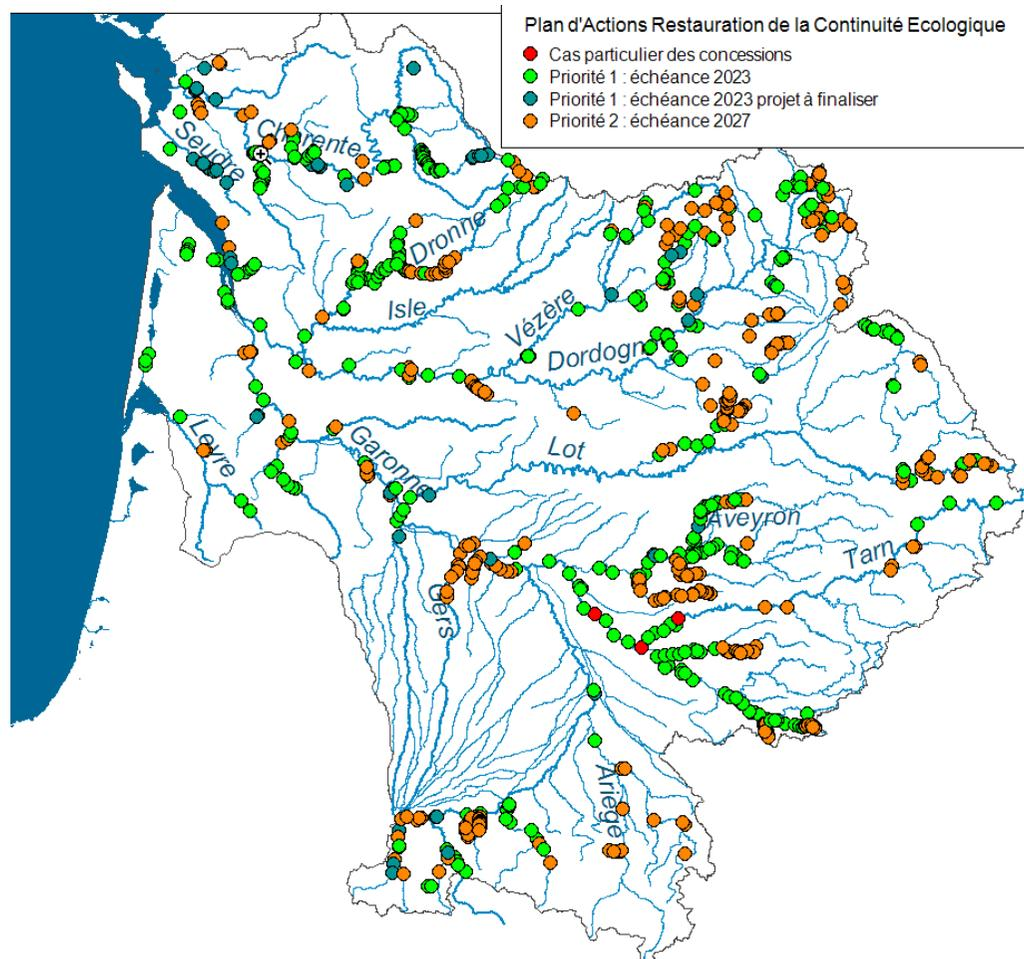 Plan d'Actions Restauration de la Continuité Ecologique
Cas particulier des concessions
Priorité 1 : échéance 2023
Priorité 1 : échéance 2023 projet à finaliser
Priorité 2 : échéance 2027
Seudre
Charente
Dronne
Isle
Vézère
Dordogn
Leyre
Garonne
Lot
Aveyron
Tarn
Gers
Ariège